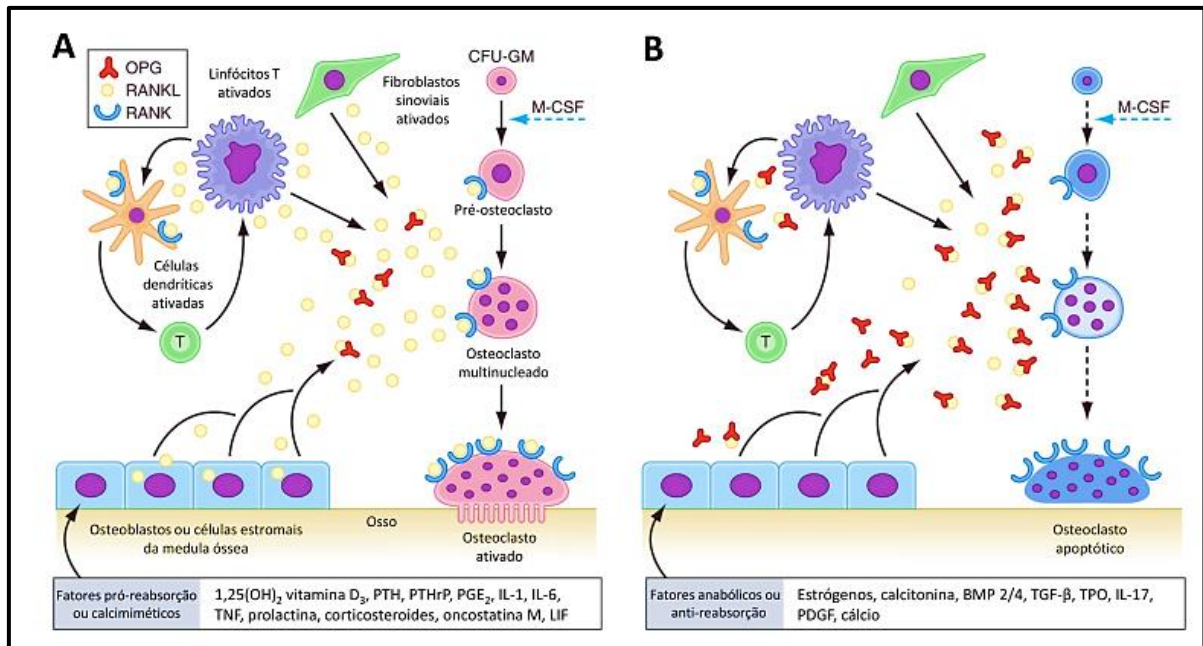 A
OPG
RANKL
RANK
Linfócitos T
ativados
Fibroblastos
sinoviais
ativados
CFU-GM
M-CSF
Pré-osteoclasto
Células
dendríticas
ativadas
T
Osteoclasto
multinucleado
Osteoblastos ou células estromais
da medula óssea
Osso
Osteoclasto
ativado
Fatores pró-reabsorção
ou calcimiméticos
1,25(OH)₂ vitamina D₃, PTH, PTHrP, PGE₂, IL-1, IL-6,
TNF, prolactina, corticosteroides, oncostatina M, LIF
B
M-CSF
T
Osteoclasto
apoptótico
Fatores anabólicos ou
anti-reabsorção
Estrógenos, calcitonina, BMP 2/4, TGF-β, TPO, IL-17,
PDGF, cálcio